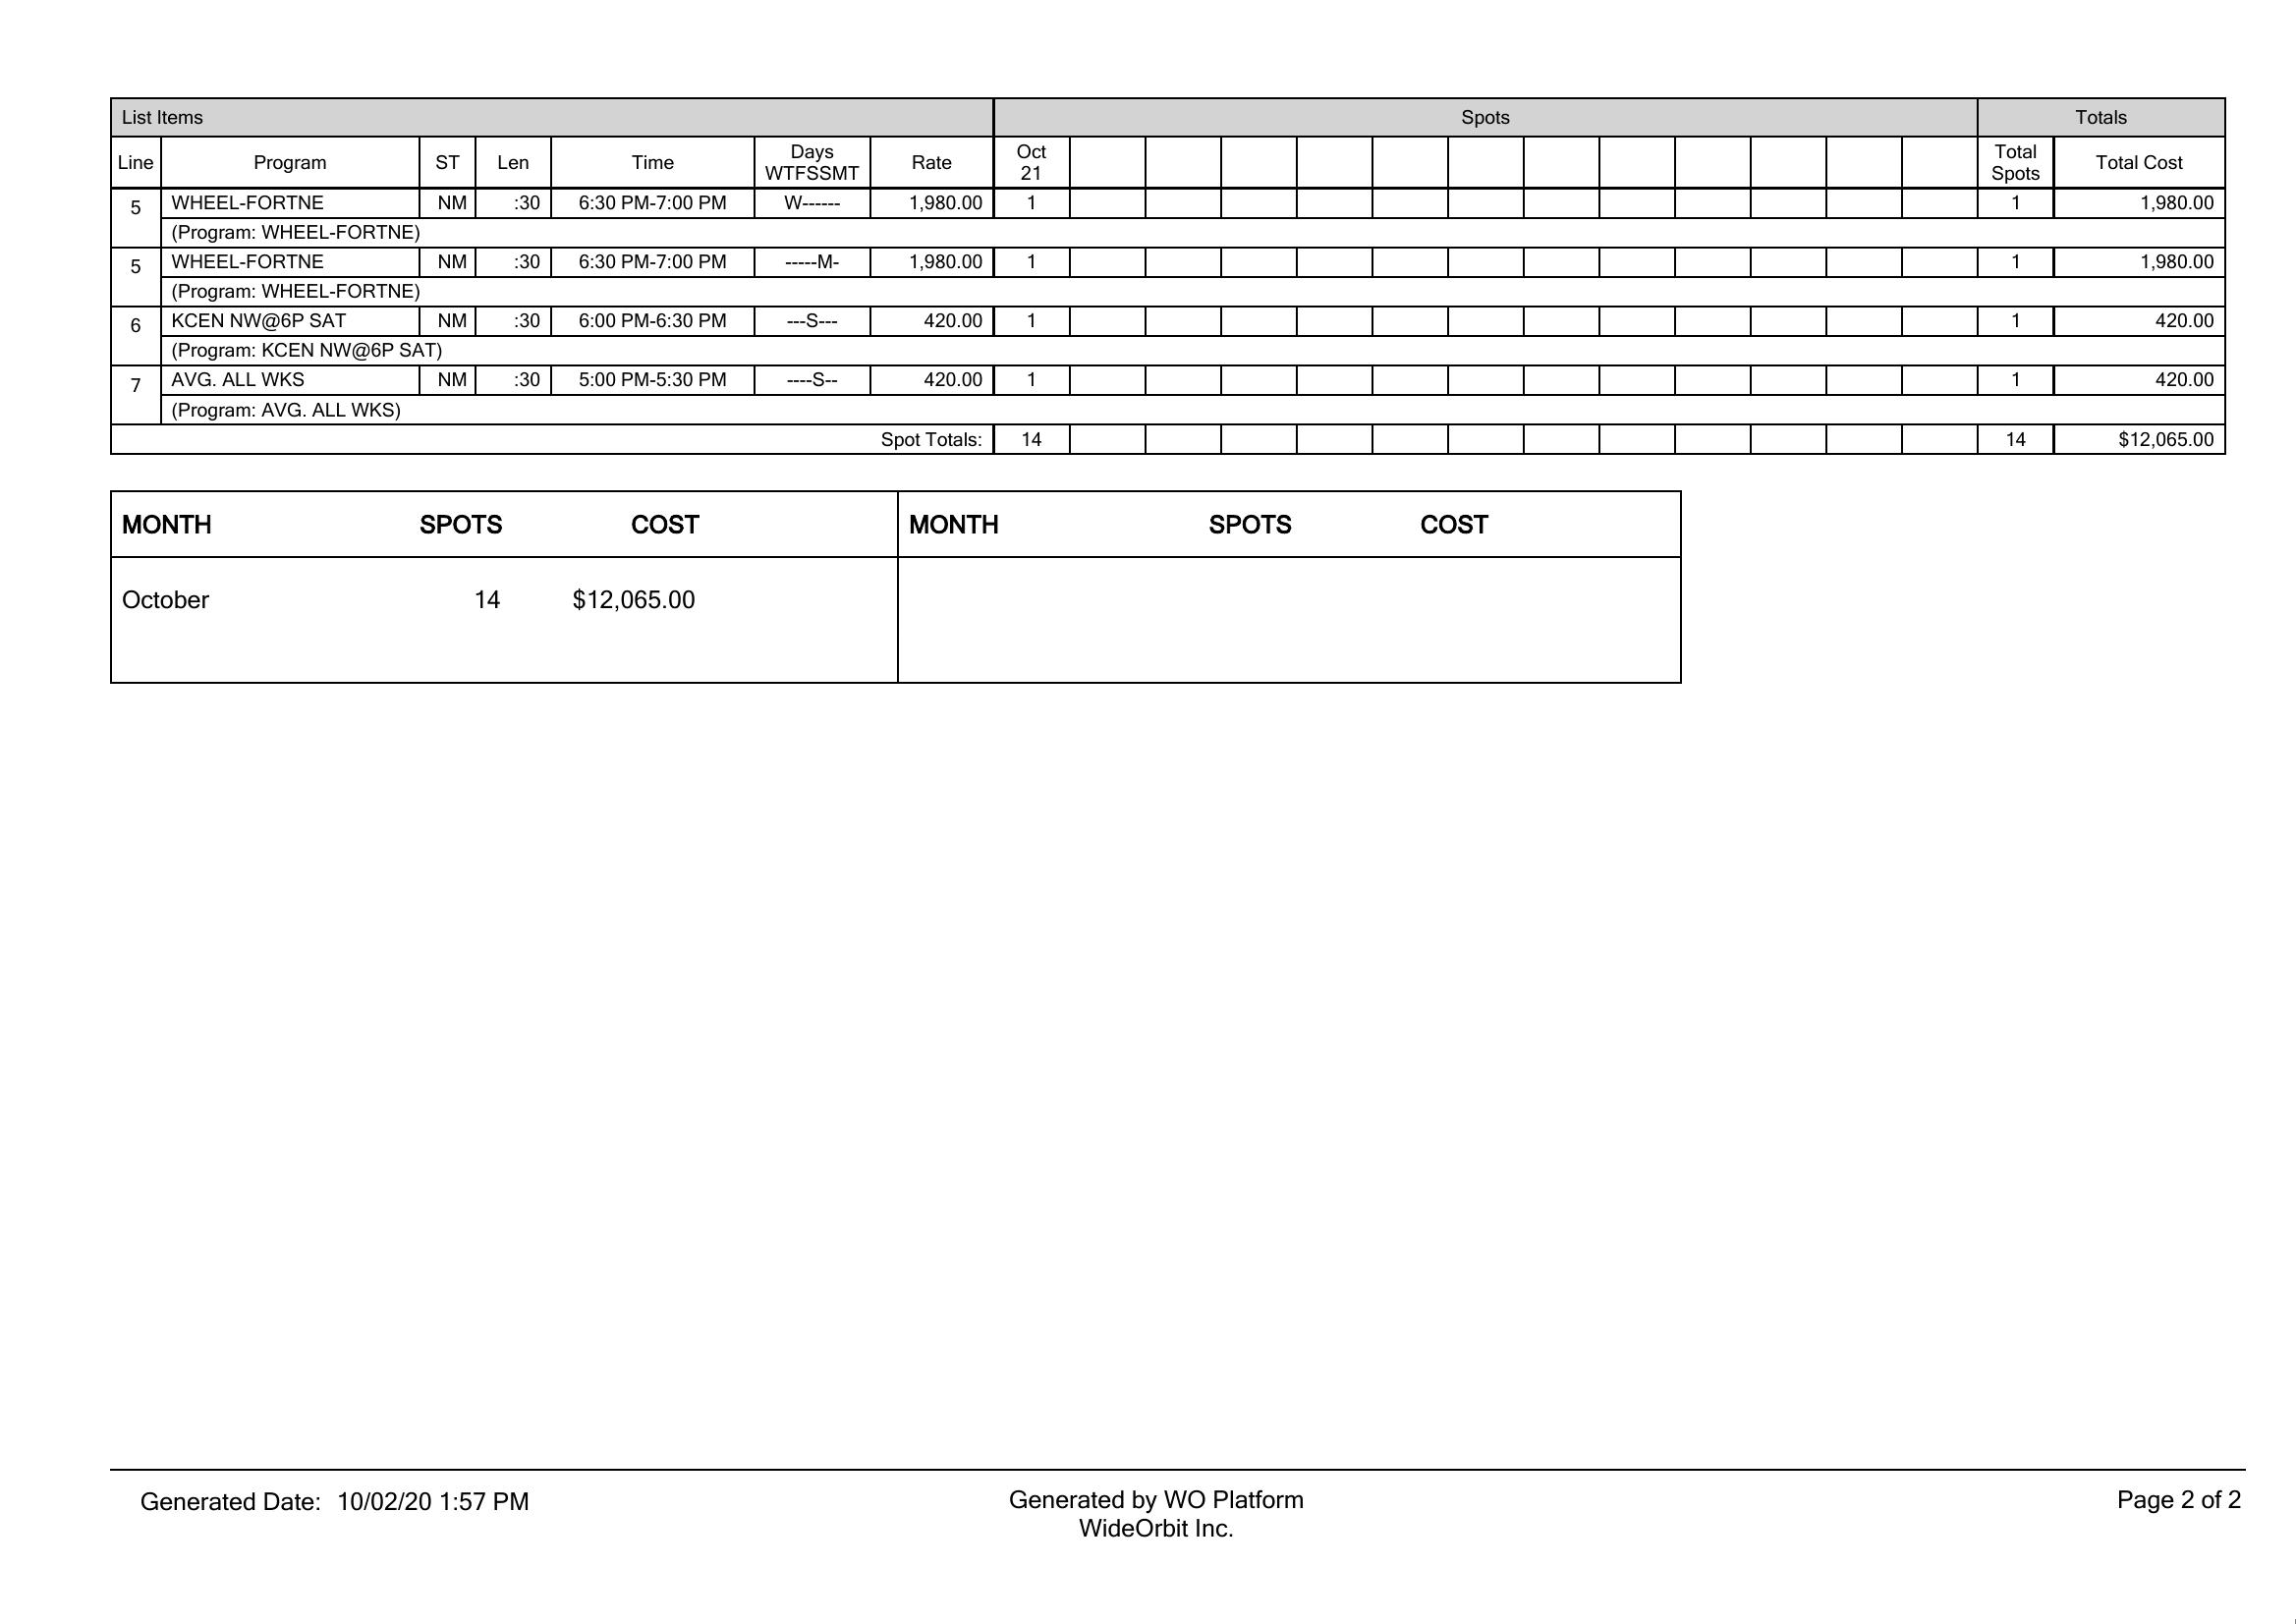 List Items Spots Totals
Line Program ST Len Time Days WTFSSMT Rate Oct 21 Total Spots Total Cost
5 WHEEL-FORTNE NM :30 6:30 PM-7:00 PM W------ 1,980.00 1 1 1,980.00
(Program: WHEEL-FORTNE)
5 WHEEL-FORTNE NM :30 6:30 PM-7:00 PM -----M- 1,980.00 1 1 1,980.00
(Program: WHEEL-FORTNE)
6 KCEN NW@6P SAT NM :30 6:00 PM-6:30 PM ---S--- 420.00 1 1 420.00
(Program: KCEN NW@6P SAT)
7 AVG. ALL WKS NM :30 5:00 PM-5:30 PM ----S-- 420.00 1 1 420.00
(Program: AVG. ALL WKS)
Spot Totals: 14 14 $12,065.00
MONTH SPOTS COST MONTH SPOTS COST
October 14 $12,065.00
Generated Date: 10/02/20 1:57 PM Generated by WO Platform Page 2 of 2
WideOrbit Inc.